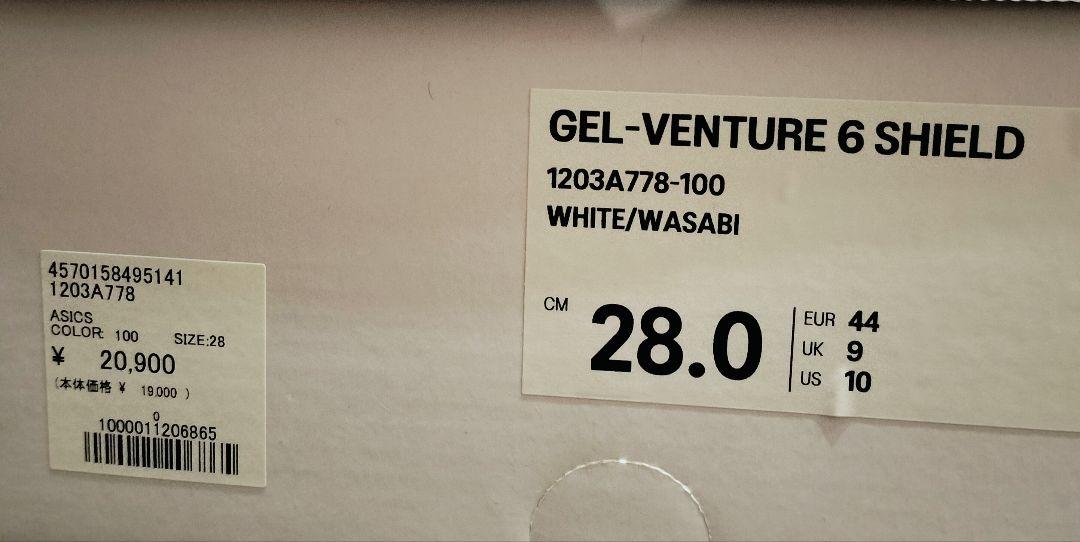 GEL-VENTURE 6 SHIELD
1203A778-100
WHITE/WASABI
CM 28.0
EUR 44
UK 9
US 10
4570158495141
1203A778
ASICS
COLOR: 100 SIZE:28
¥ 20,900
(本体価格 ¥ 19,000 )
0
1000011206865